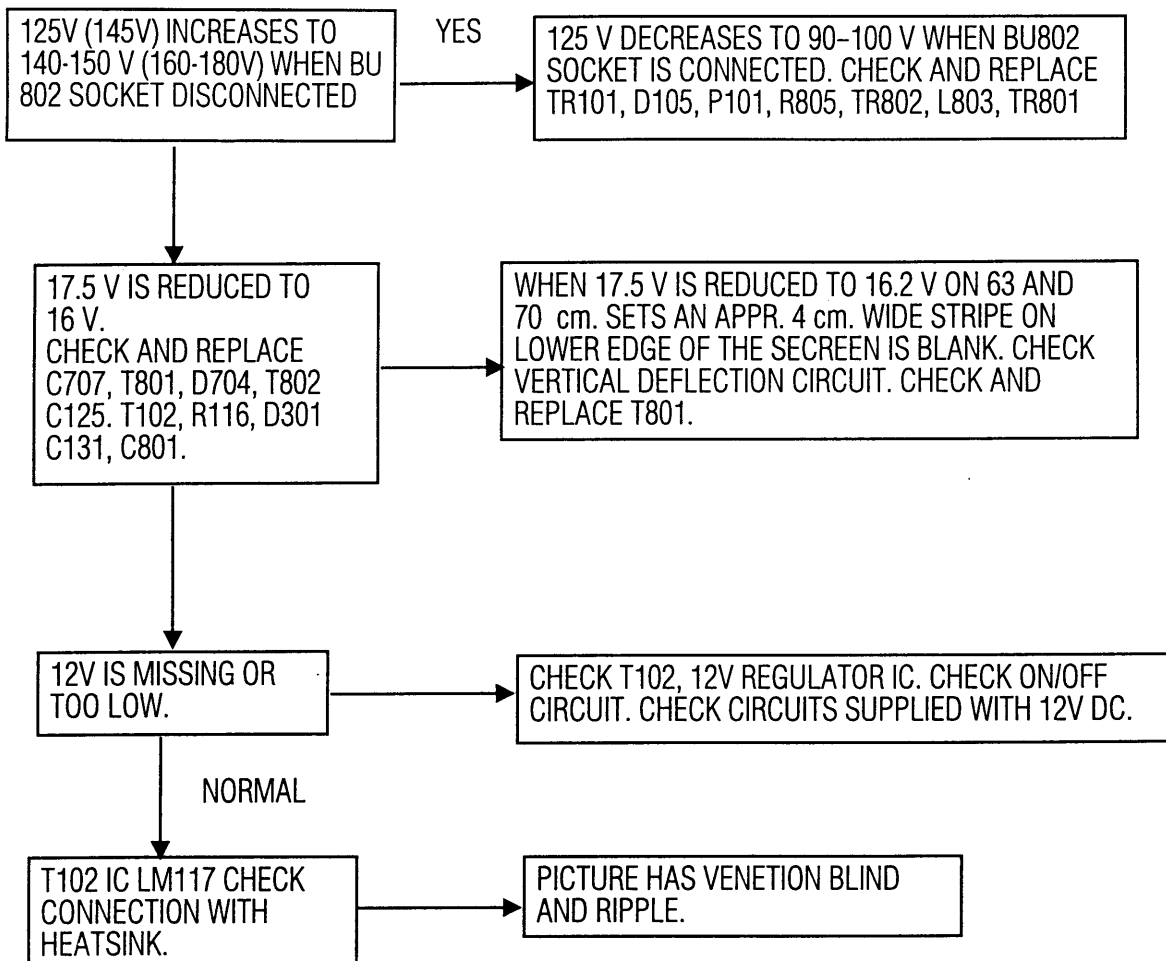 125V (145V) INCREASES TO
140-150 V (160-180V) WHEN BU
802 SOCKET DISCONNECTED
YES
125 V DECREASES TO 90–100 V WHEN BU802
SOCKET IS CONNECTED. CHECK AND REPLACE
TR101, D105, P101, R805, TR802, L803, TR801
17.5 V IS REDUCED TO
16 V.
CHECK AND REPLACE
C707, T801, D704, T802
C125. T102, R116, D301
C131, C801.
WHEN 17.5 V IS REDUCED TO 16.2 V ON 63 AND
70 cm. SETS AN APPR. 4 cm. WIDE STRIPE ON
LOWER EDGE OF THE SECREEN IS BLANK. CHECK
VERTICAL DEFLECTION CIRCUIT. CHECK AND
REPLACE T801.
12V IS MISSING OR
TOO LOW.
CHECK T102, 12V REGULATOR IC. CHECK ON/OFF
CIRCUIT. CHECK CIRCUITS SUPPLIED WITH 12V DC.
NORMAL
T102 IC LM117 CHECK
CONNECTION WITH
HEATSINK.
PICTURE HAS VENETION BLIND
AND RIPPLE.